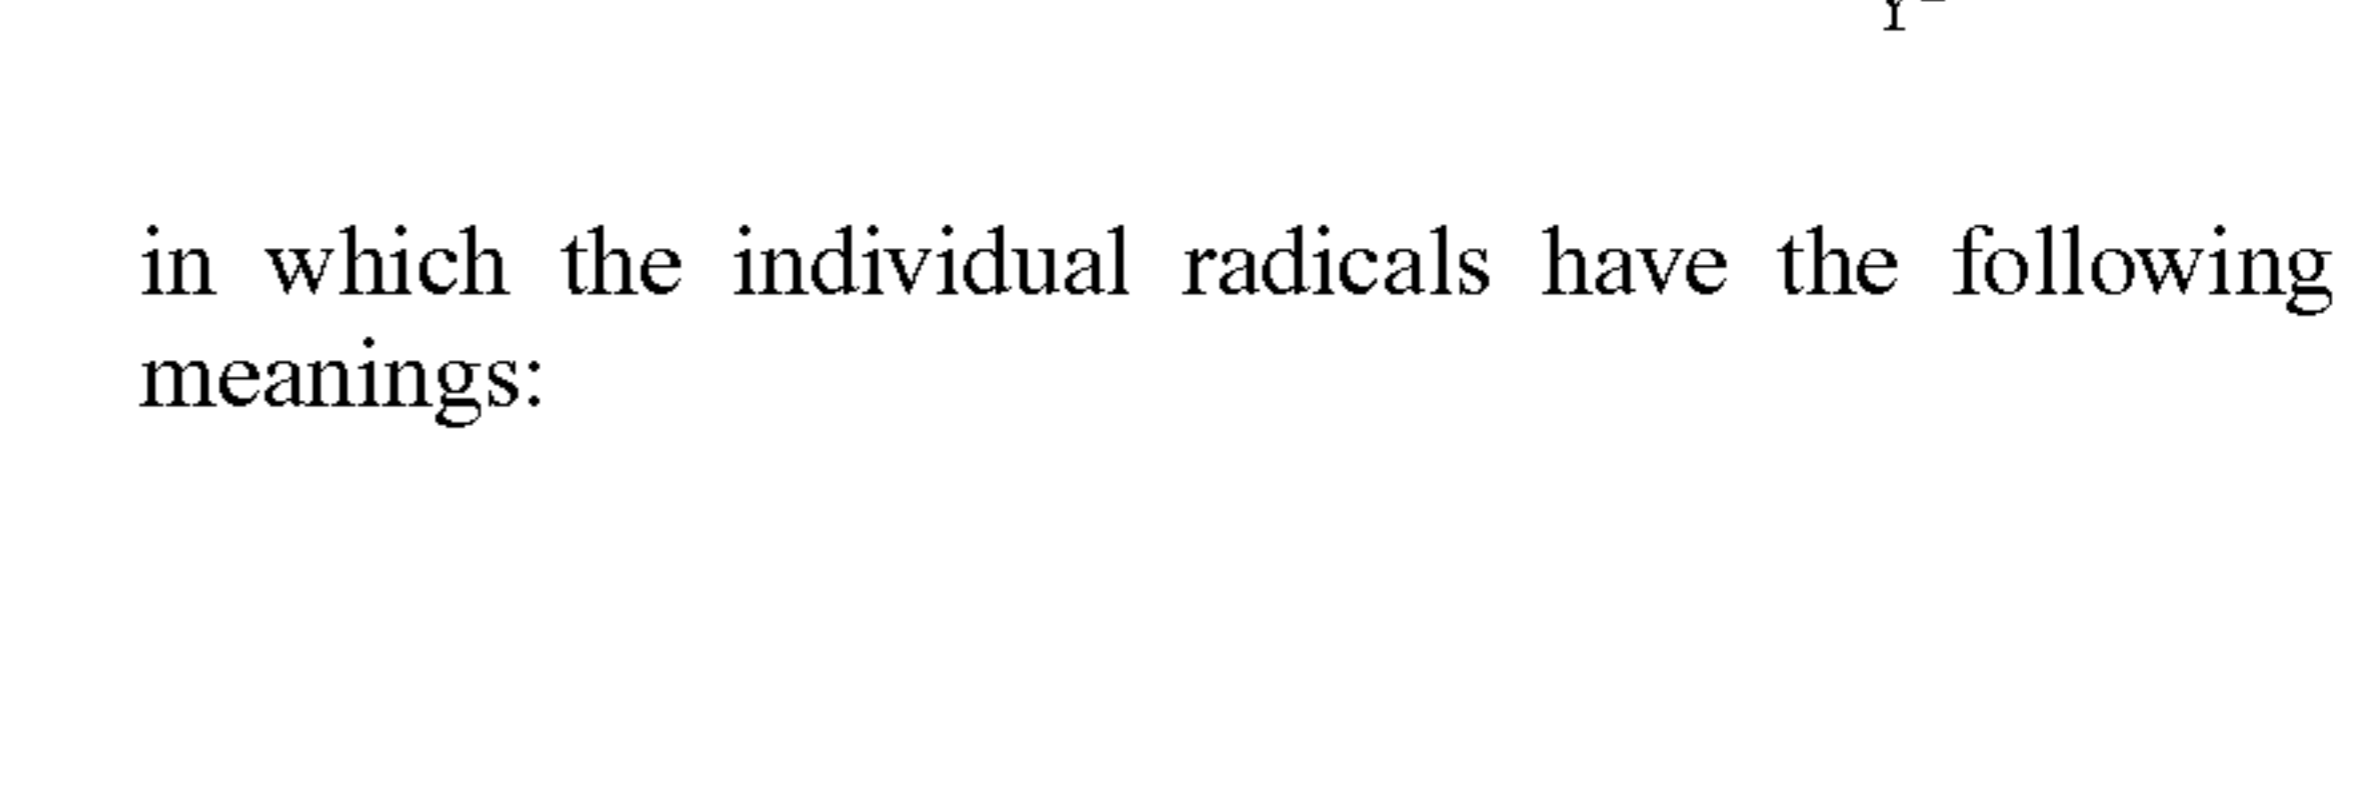 in which the individual radicals have the following
meanings: